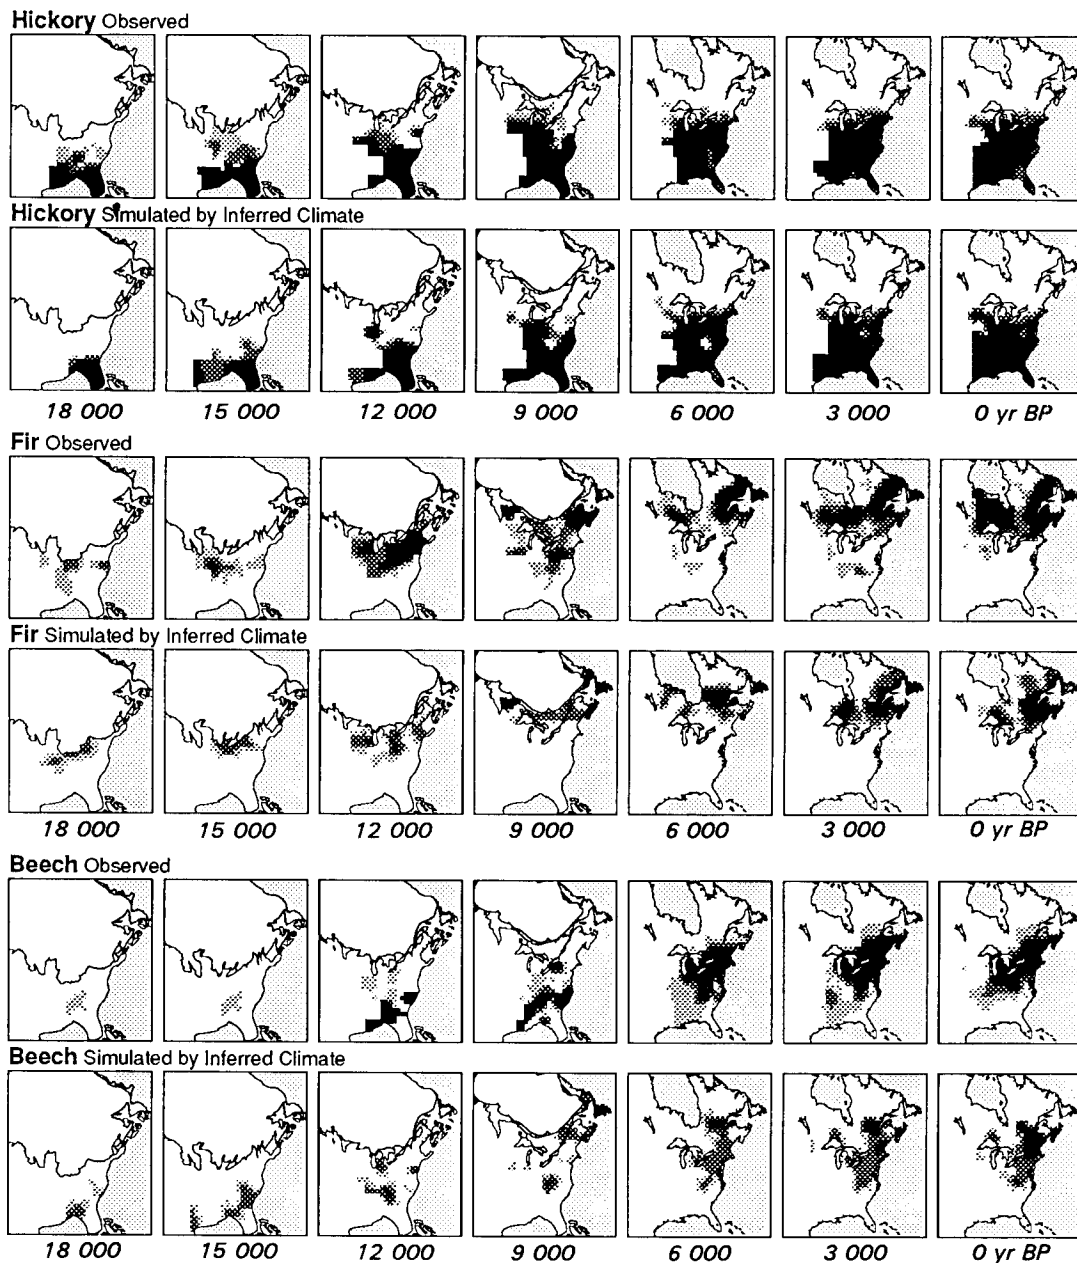 Hickory Observed
Hickory Simulated by Inferred Climate
18 000 15 000 12 000 9 000 6 000 3 000 0 yr BP
Fir Observed
Fir Simulated by Inferred Climate
18 000 15 000 12 000 9 000 6 000 3 000 0 yr BP
Beech Observed
Beech Simulated by Inferred Climate
18 000 15 000 12 000 9 000 6 000 3 000 0 yr BP